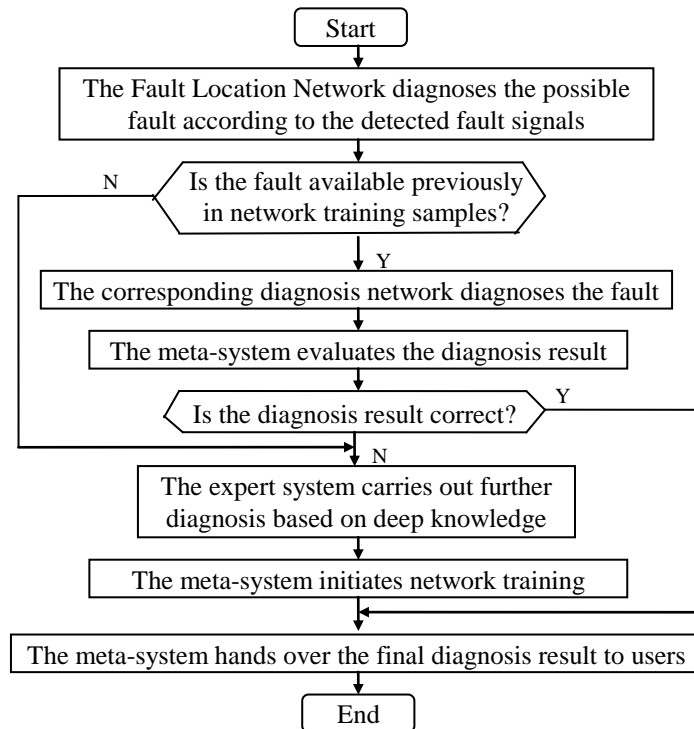 Start
The Fault Location Network diagnoses the possible
fault according to the detected fault signals
N
Is the fault available previously
in network training samples?
Y
The corresponding diagnosis network diagnoses the fault
The meta-system evaluates the diagnosis result
Is the diagnosis result correct?
Y
N
The expert system carries out further
diagnosis based on deep knowledge
The meta-system initiates network training
The meta-system hands over the final diagnosis result to users
End